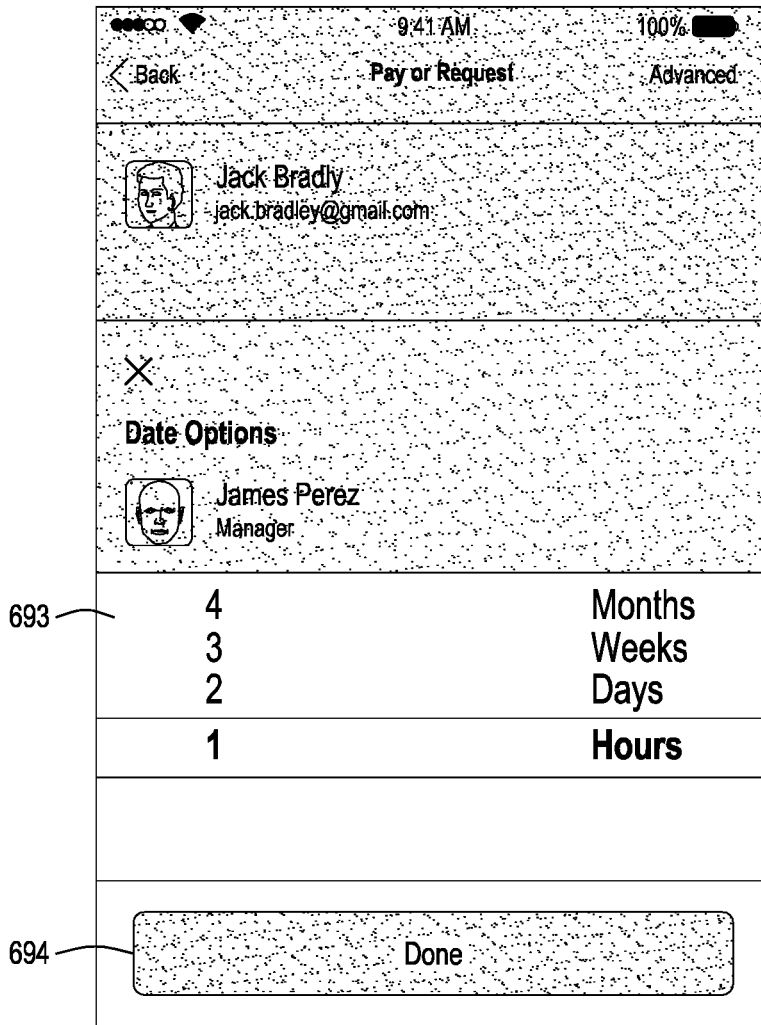 9:41 AM 100%
Back Pay or Request Advanced
Jack Bradly
jack.bradley@gmail.com
Date Options
James Perez
Manager
693
4 Months
3 Weeks
2 Days
1 Hours
694
Done